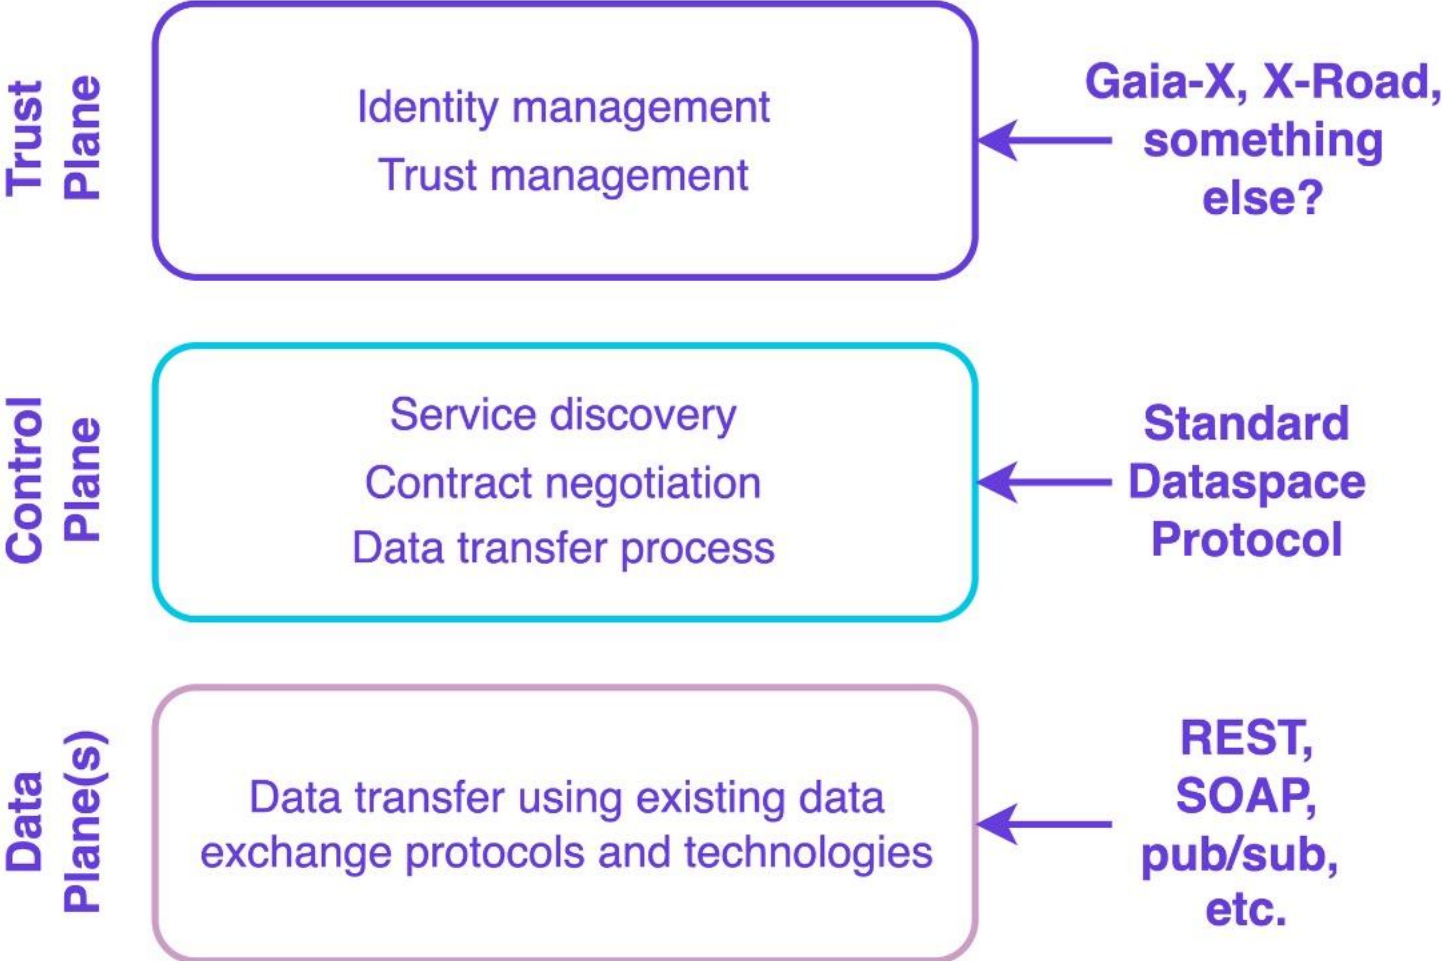 Trust
Plane
Identity management
Trust management
Gaia-X, X-Road,
something
else?
Control
Plane
Service discovery
Contract negotiation
Data transfer process
Standard
Dataspace
Protocol
Data
Plane(s)
Data transfer using existing data
exchange protocols and technologies
REST,
SOAP,
pub/sub,
etc.